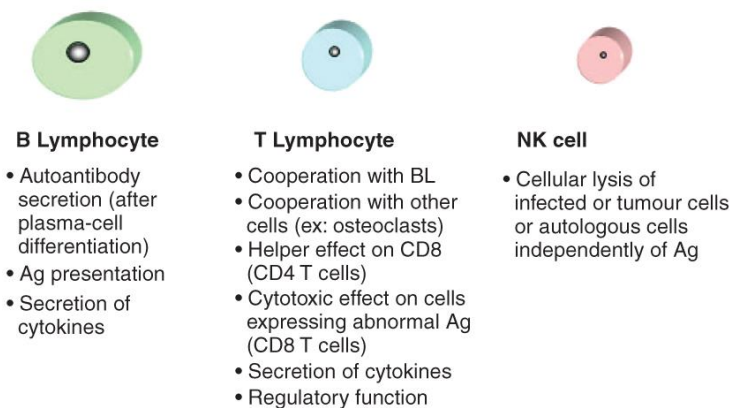 B Lymphocyte
• Autoantibody
secretion (after
plasma-cell
differentiation)
• Ag presentation
• Secretion of
cytokines
T Lymphocyte
• Cooperation with BL
• Cooperation with other
cells (ex: osteoclasts)
• Helper effect on CD8
(CD4 T cells)
• Cytotoxic effect on cells
expressing abnormal Ag
(CD8 T cells)
• Secretion of cytokines
• Regulatory function
NK cell
• Cellular lysis of
infected or tumour cells
or autologous cells
independently of Ag